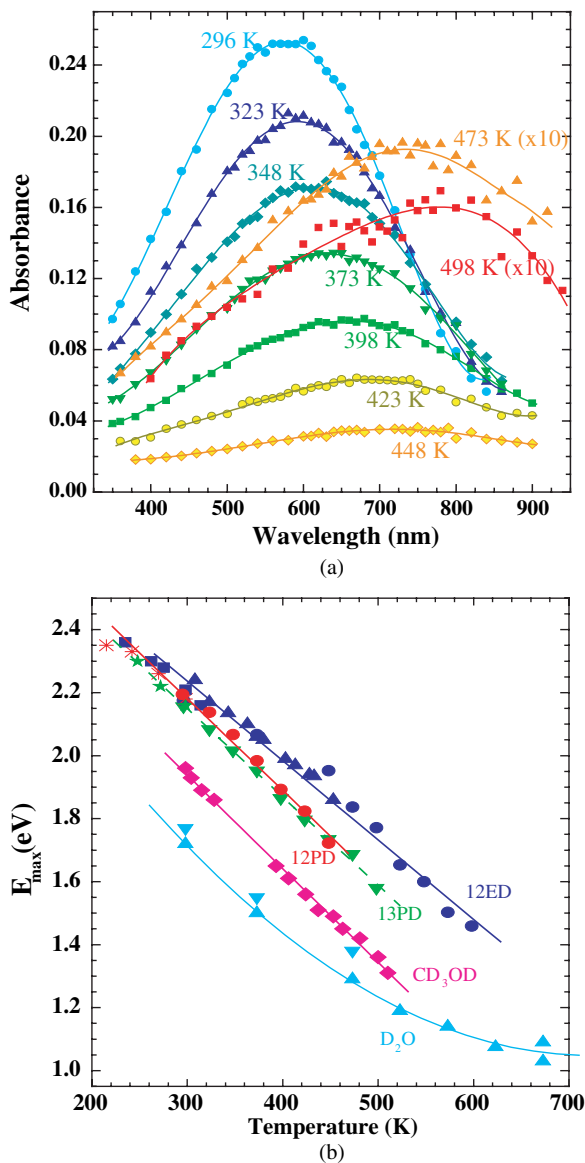 296 K
323 K
348 K
473 K (x10)
498 K (x10)
373 K
398 K
423 K
448 K
Absorbance
0.24
0.20
0.16
0.12
0.08
0.04
0.00
400 500 600 700 800 900
Wavelength (nm)
(a)
E_max(eV)
2.4
2.2
2.0
1.8
1.6
1.4
1.2
1.0
12PD
13PD
12ED
CD₃OD
D₂O
200 300 400 500 600 700
Temperature (K)
(b)